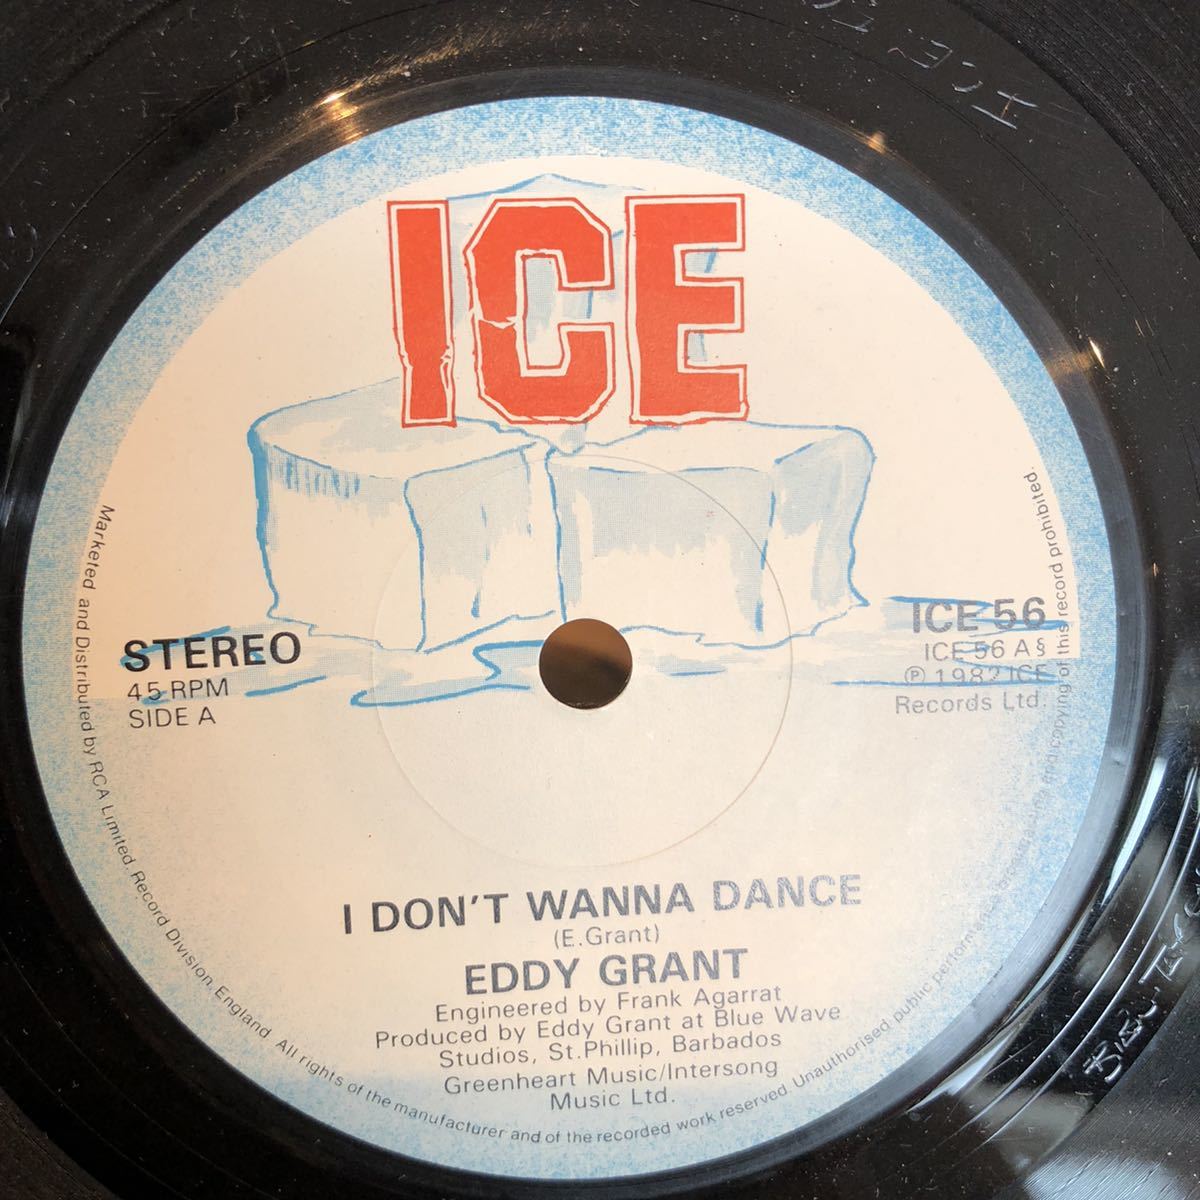 ICE
STEREO
45 RPM
SIDE A
ICE 56
ICE 56 A §
℗ 1982 ICE
Records Ltd.
I DON'T WANNA DANCE
(E.Grant)
EDDY GRANT
Engineered by Frank Agarrat
Produced by Eddy Grant at Blue Wave
Studios, St.Phillip, Barbados
Greenheart Music/Intersong
Music Ltd.
Marketed and Distributed by RCA Limited. Record Division. England. All rights of the manufacturer and of the recorded work reserved. Unauthorised public performance broadcasting and copying of this record prohibited.
ICE